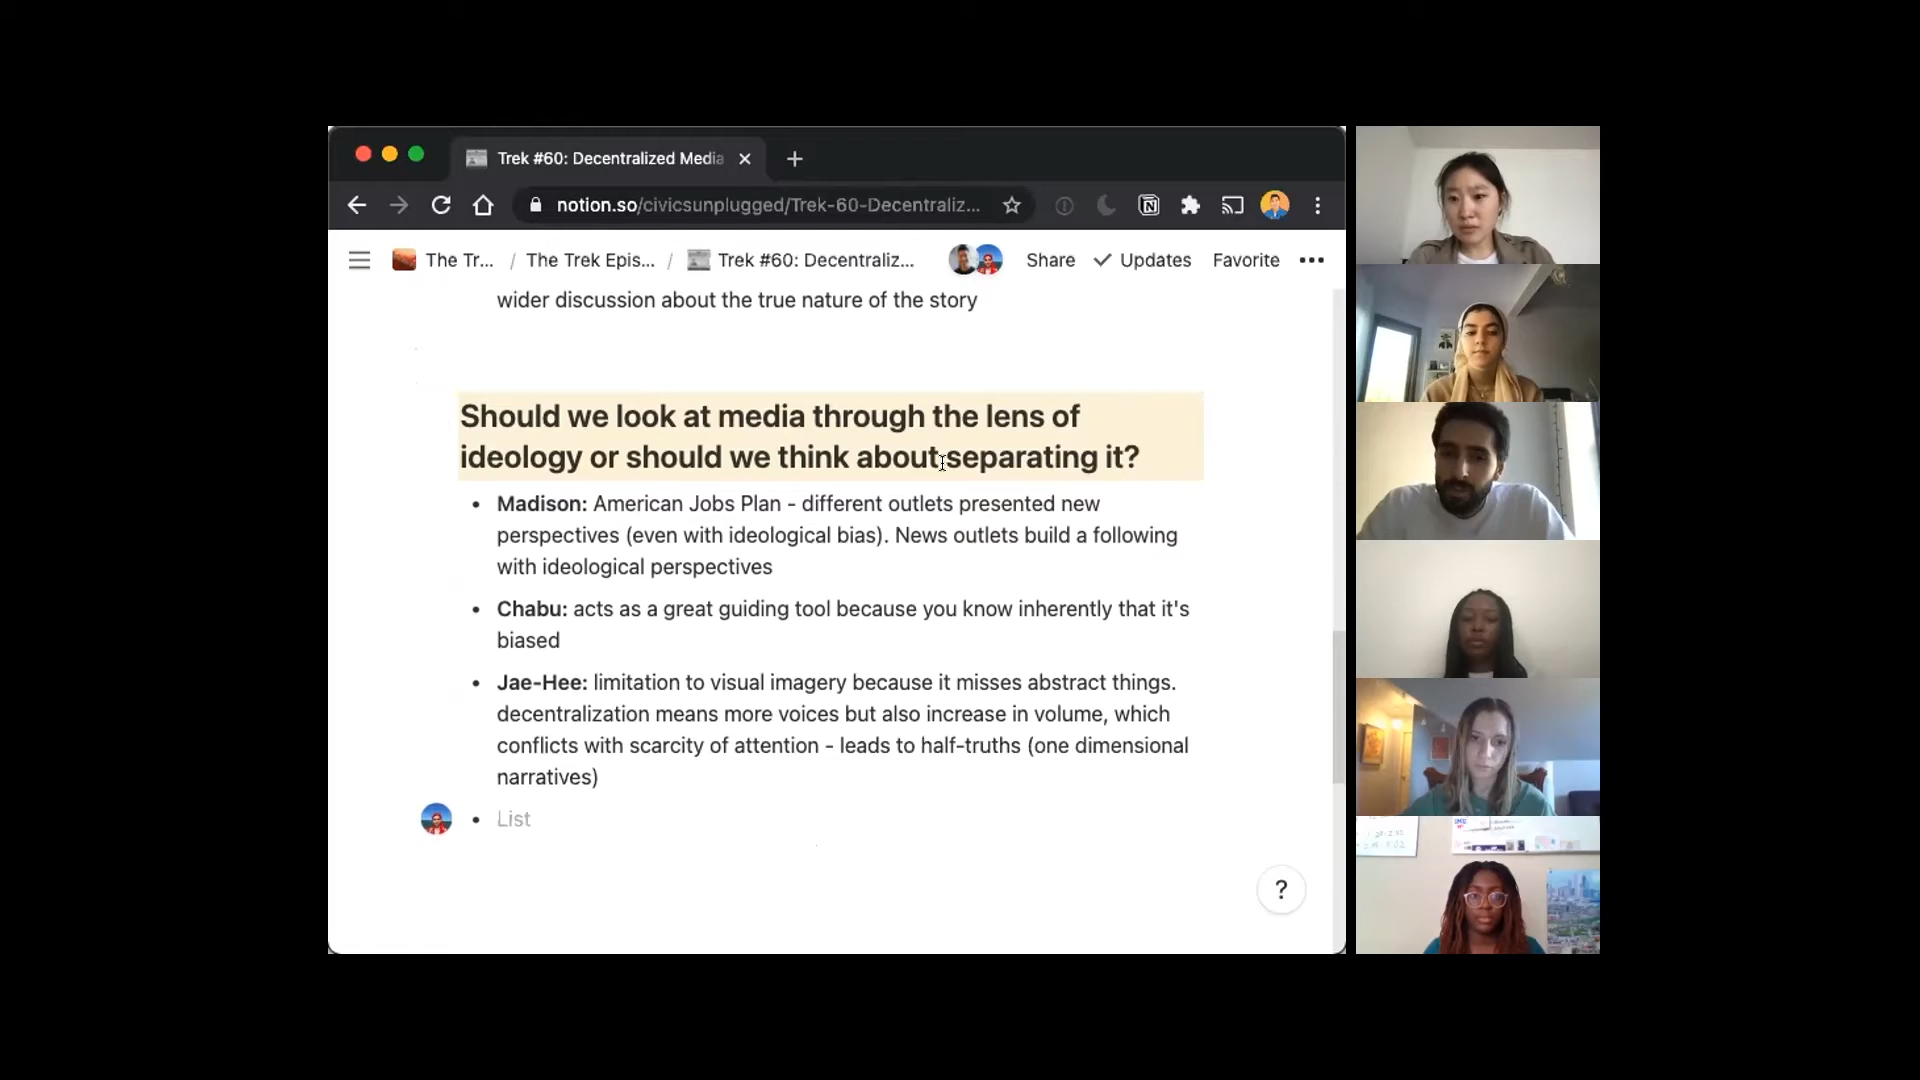 Trek #60: Decentralized Media
notion.so/civicsunplugged/Trek-60-Decentraliz...
The Tr... / The Trek Epis... / Trek #60: Decentraliz... Share Updates Favorite
wider discussion about the true nature of the story
Should we look at media through the lens of
ideology or should we think about separating it?
• Madison: American Jobs Plan - different outlets presented new
perspectives (even with ideological bias). News outlets build a following
with ideological perspectives
• Chabu: acts as a great guiding tool because you know inherently that it's
biased
• Jae-Hee: limitation to visual imagery because it misses abstract things.
decentralization means more voices but also increase in volume, which
conflicts with scarcity of attention - leads to half-truths (one dimensional
narratives)
• List
?